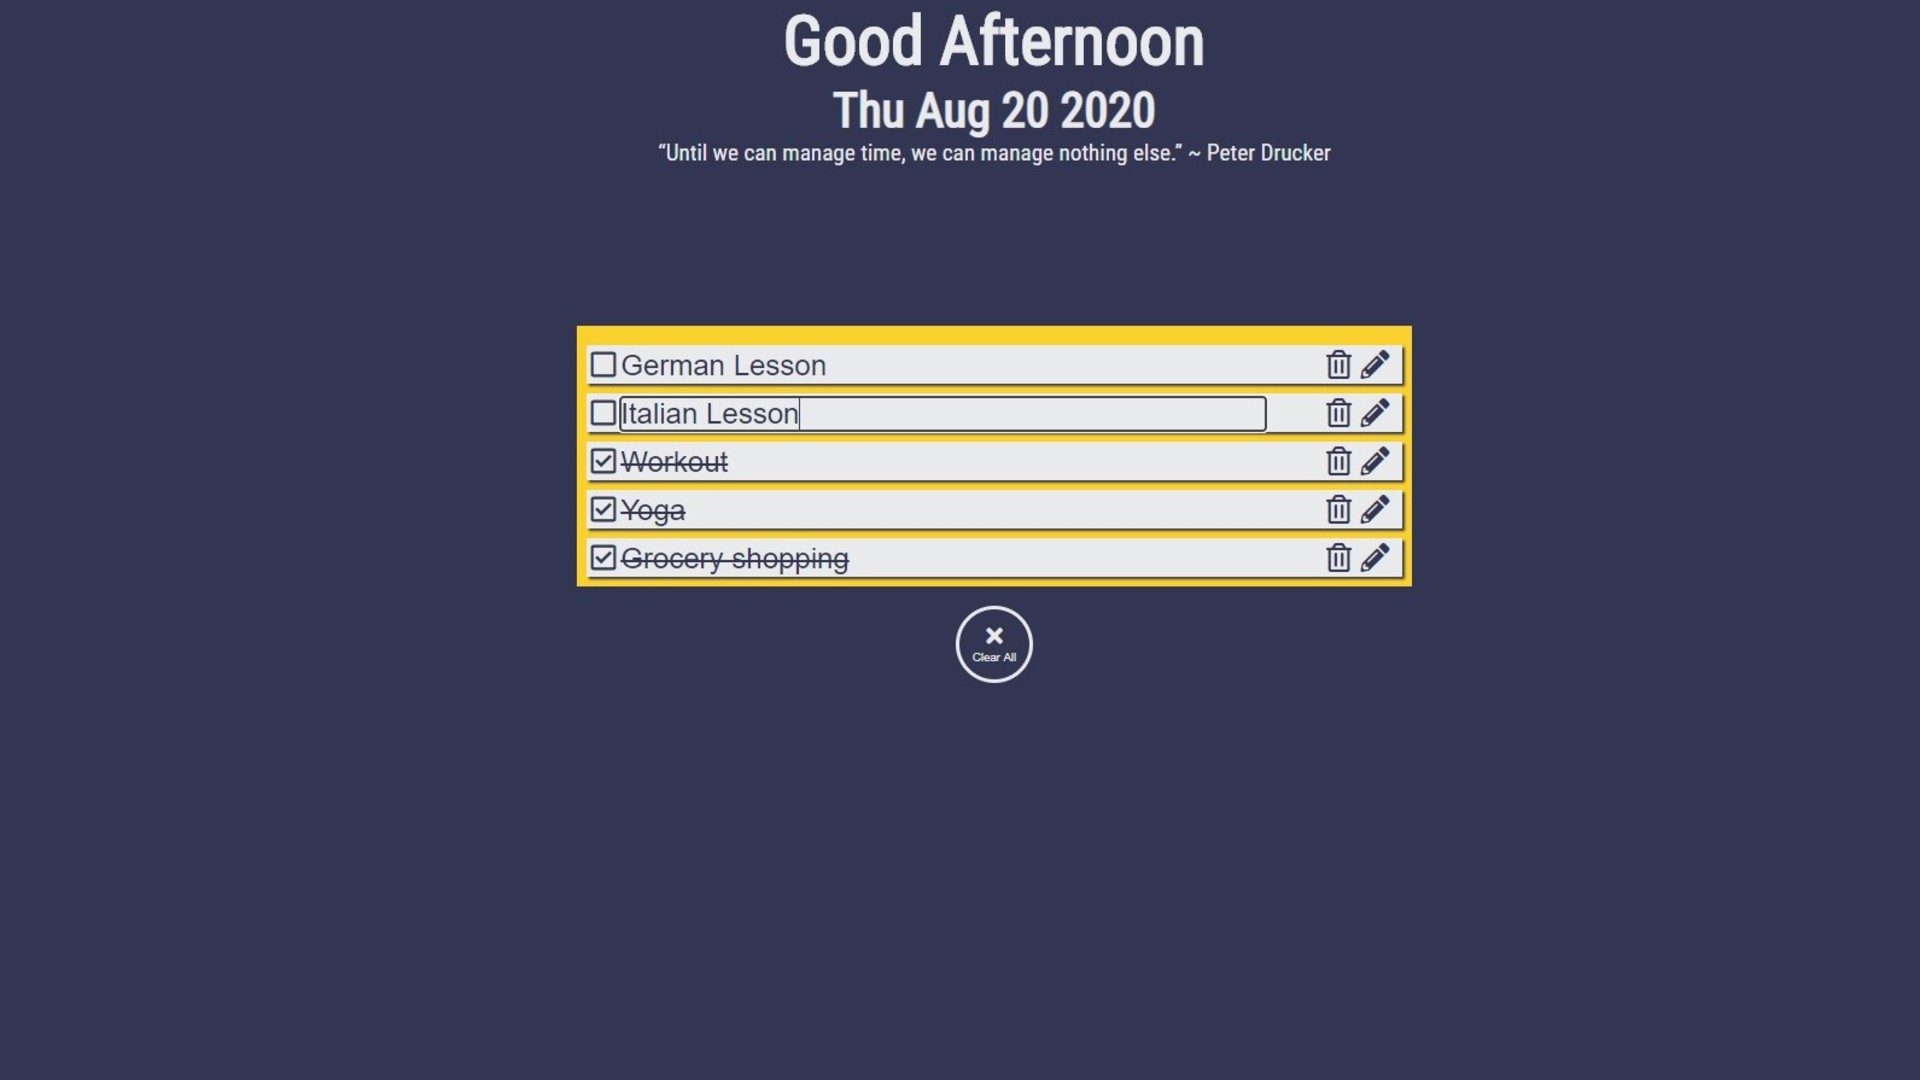 Good Afternoon
Thu Aug 20 2020
“Until we can manage time, we can manage nothing else.” ~ Peter Drucker
German Lesson
Italian Lesson
Workout
Yoga
Grocery shopping
Clear All